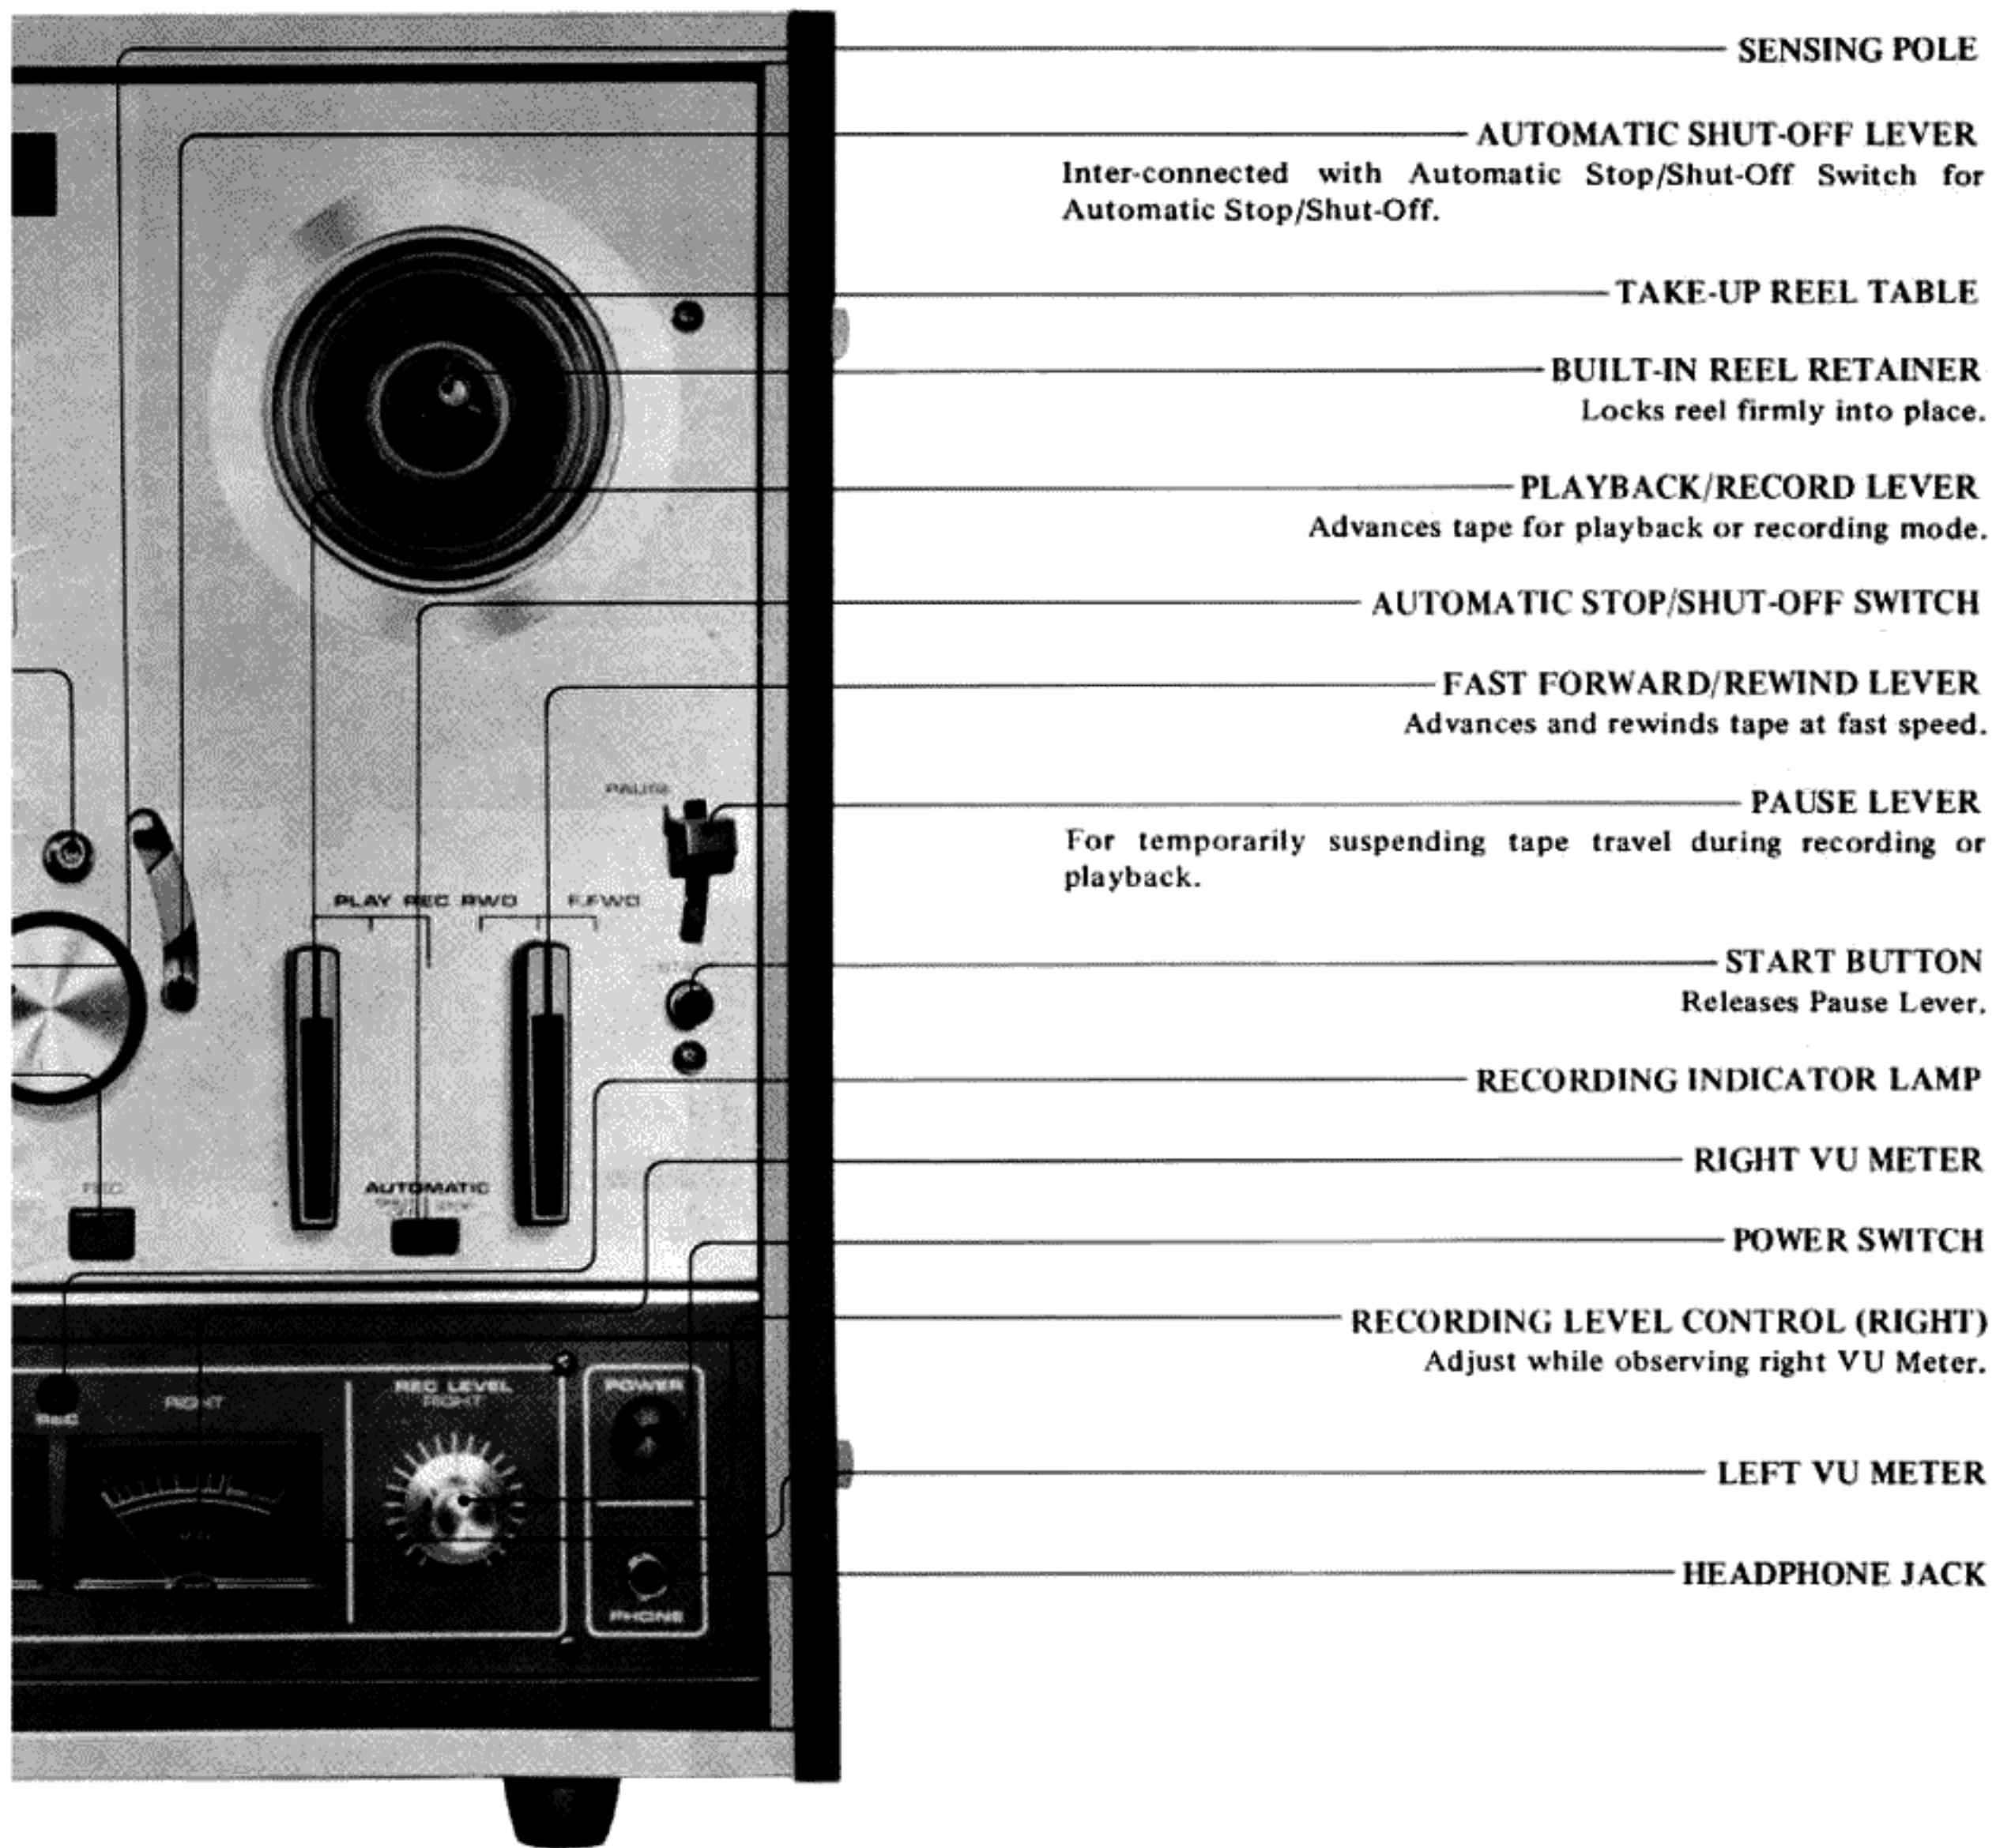 SENSING POLE
AUTOMATIC SHUT-OFF LEVER
Inter-connected with Automatic Stop/Shut-Off Switch for
Automatic Stop/Shut-Off.
TAKE-UP REEL TABLE
BUILT-IN REEL RETAINER
Locks reel firmly into place.
PLAYBACK/RECORD LEVER
Advances tape for playback or recording mode.
AUTOMATIC STOP/SHUT-OFF SWITCH
FAST FORWARD/REWIND LEVER
Advances and rewinds tape at fast speed.
PAUSE
PAUSE LEVER
For temporarily suspending tape travel during recording or
playback.
PLAY REC RWD F.FWD
START BUTTON
Releases Pause Lever.
RECORDING INDICATOR LAMP
RIGHT VU METER
REC
AUTOMATIC
POWER SWITCH
RECORDING LEVEL CONTROL (RIGHT)
Adjust while observing right VU Meter.
REC
RIGHT
REC LEVEL
RIGHT
POWER
LEFT VU METER
VU
HEADPHONE JACK
PHONE